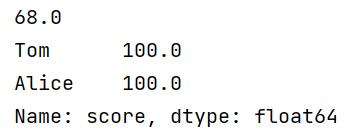 68.0
Tom      100.0
Alice    100.0
Name: score, dtype: float64